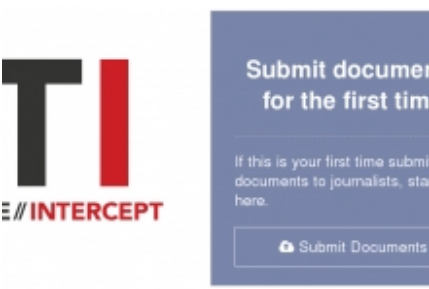 TI
E//INTERCEPT
Submit documen
for the first tim
If this is your first time submi
documents to journalists, sta
here.
Submit Documents